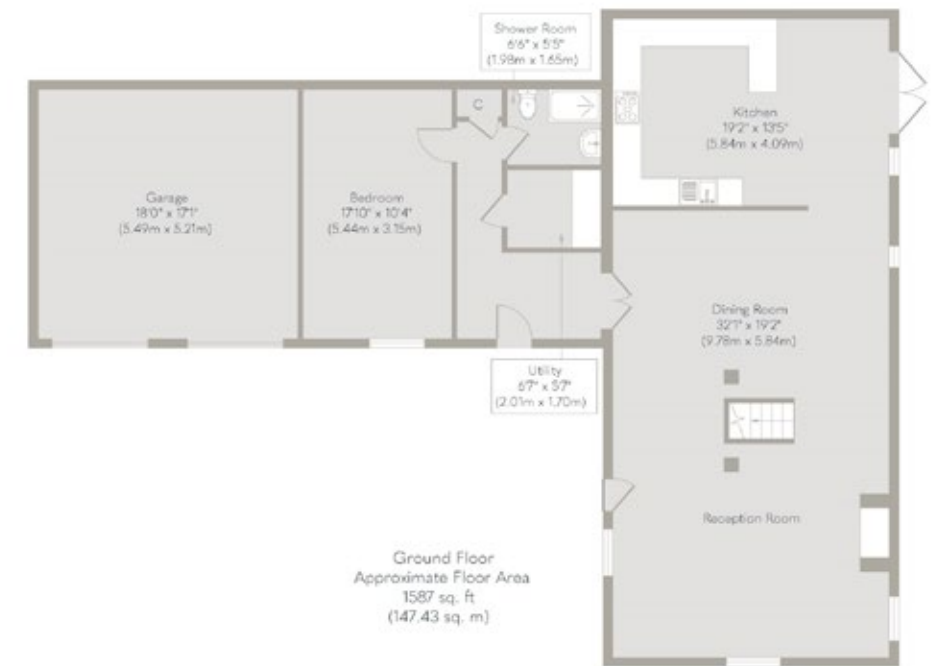 Shower Room
6'6" x 5'5"
(1.98m x 1.65m)
C
Kitchen
19'2" x 13'5"
(5.84m x 4.09m)
Garage
18'0" x 17'1"
(5.49m x 5.21m)
Bedroom
17'10" x 10'4"
(5.44m x 3.15m)
Dining Room
32'1" x 19'2"
(9.78m x 5.84m)
Utility
6'7" x 5'7"
(2.01m x 1.70m)
Reception Room
Ground Floor
Approximate Floor Area
1587 sq. ft
(147.43 sq. m)